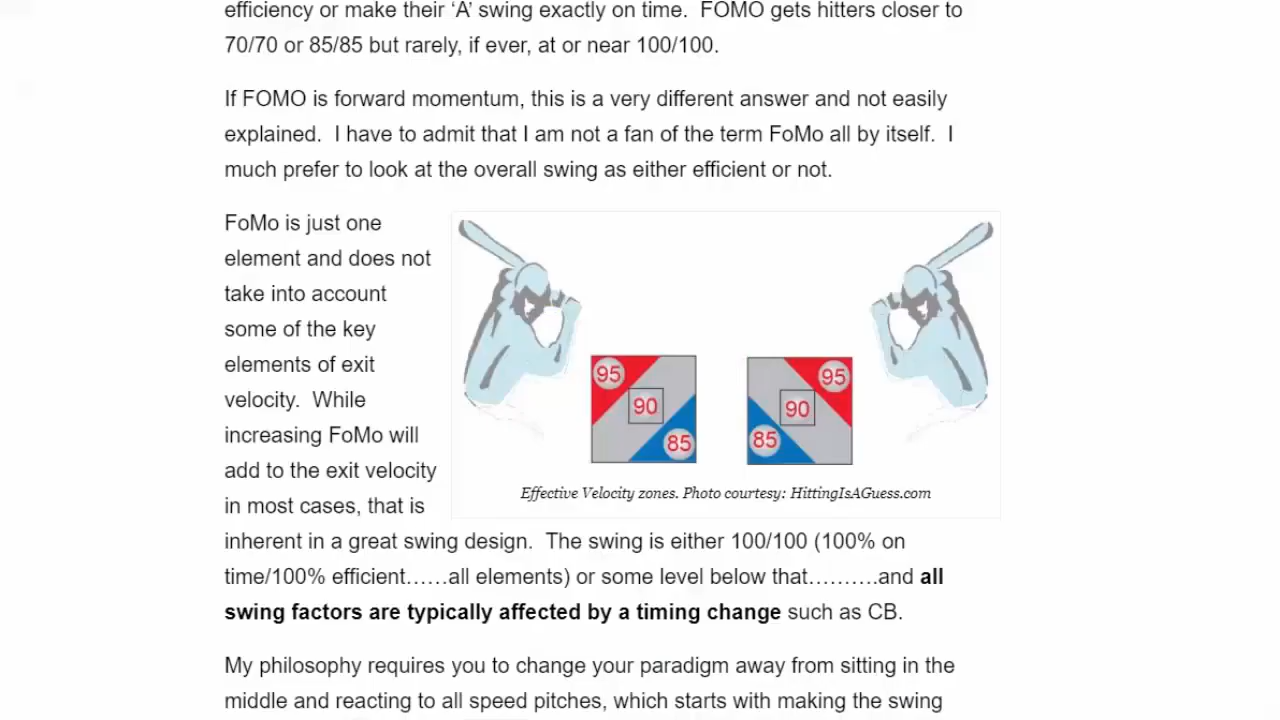 efficiency or make their ‘A’ swing exactly on time.  FOMO gets hitters closer to
70/70 or 85/85 but rarely, if ever, at or near 100/100.
If FOMO is forward momentum, this is a very different answer and not easily
explained.  I have to admit that I am not a fan of the term FoMo all by itself.  I
much prefer to look at the overall swing as either efficient or not.
FoMo is just one
element and does not
take into account
some of the key
elements of exit
velocity.  While
increasing FoMo will
add to the exit velocity
in most cases, that is
95
90
85
95
90
85
Effective Velocity zones. Photo courtesy: HittingIsAGuess.com
inherent in a great swing design.  The swing is either 100/100 (100% on
time/100% efficient……all elements) or some level below that……….and all
swing factors are typically affected by a timing change such as CB.
My philosophy requires you to change your paradigm away from sitting in the
middle and reacting to all speed pitches, which starts with making the swing